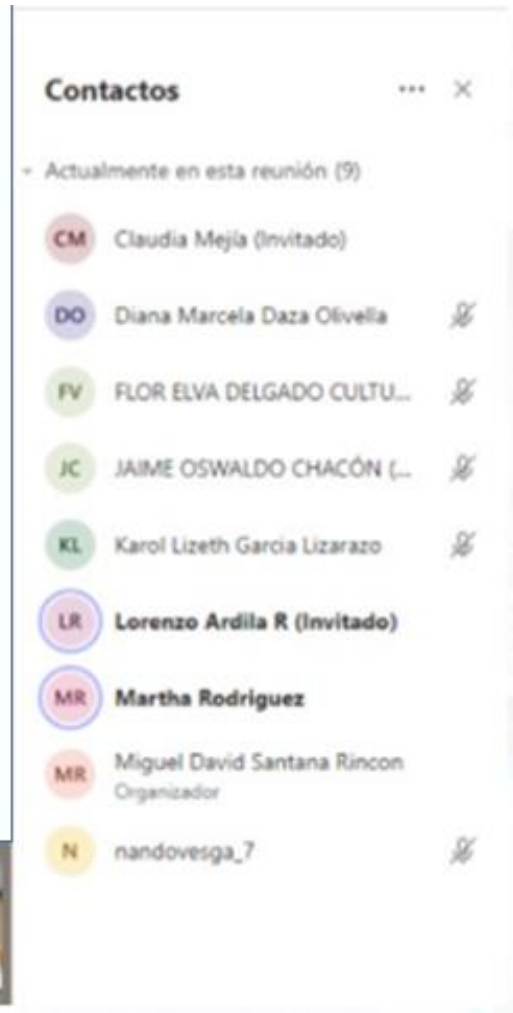 Contactos
Actualmente en esta reunión (9)
CM Claudia Mejía (Invitado)
DO Diana Marcela Daza Olivella
FV FLOR ELVA DELGADO CULTU...
JC JAIME OSWALDO CHACÓN (...
KL Karol Lizeth Garcia Lizarazo
LR Lorenzo Ardila R (Invitado)
MR Martha Rodriguez
MR Miguel David Santana Rincon
Organizador
N nandovesga_7